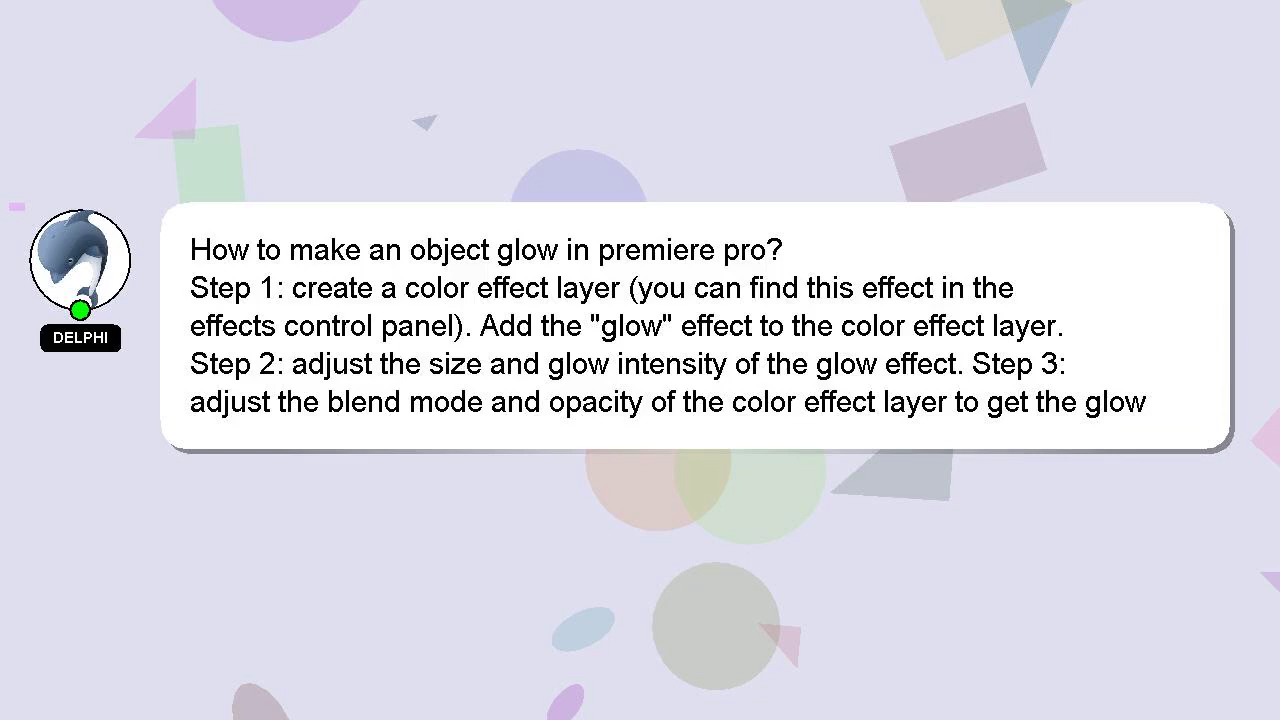 How to make an object glow in premiere pro?
Step 1: create a color effect layer (you can find this effect in the
effects control panel). Add the "glow" effect to the color effect layer.
Step 2: adjust the size and glow intensity of the glow effect. Step 3:
adjust the blend mode and opacity of the color effect layer to get the glow
DELPHI